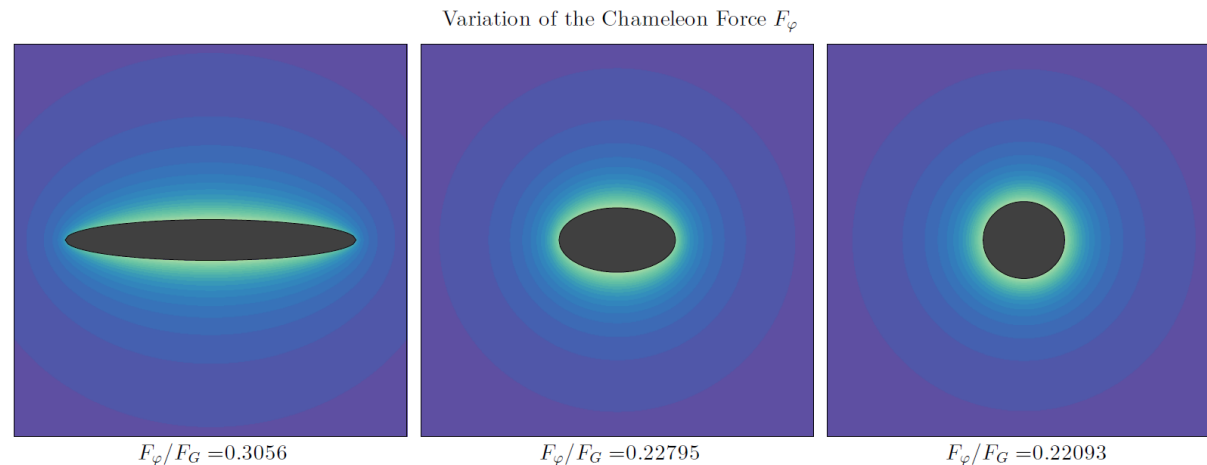 Variation of the Chameleon Force F_φ
F_φ/F_G =0.3056
F_φ/F_G =0.22795
F_φ/F_G =0.22093